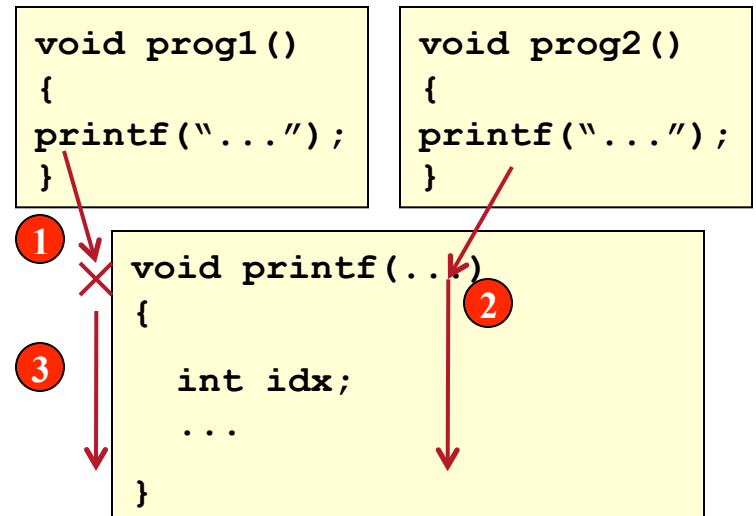 void prog1()
{
printf(“...”);
}
void prog2()
{
printf(“...”);
}
1
void printf(...)
{
2
3
int idx;
...
}